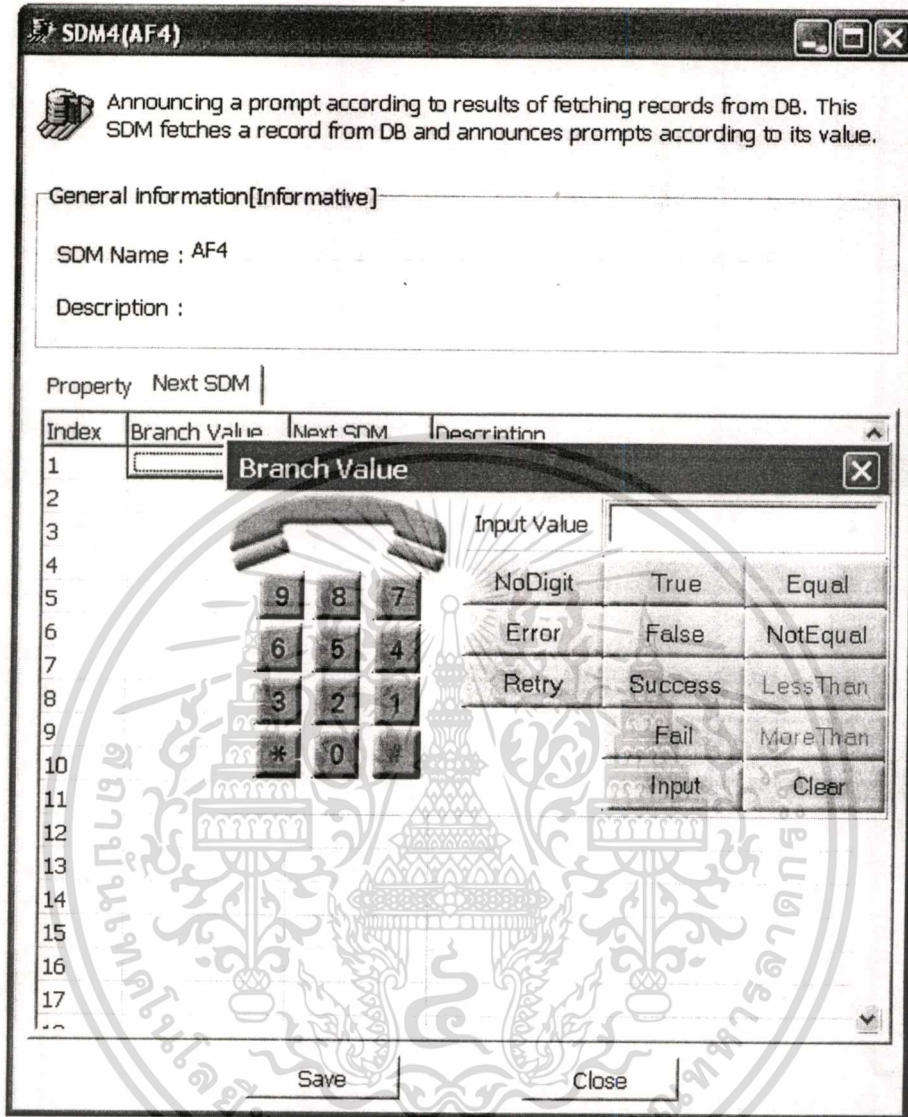 SDM4(AF4)
Announcing a prompt according to results of fetching records from DB. This
SDM fetches a record from DB and announces prompts according to its value.
General information[Informative]
SDM Name : AF4
Description :
Property Next SDM
Index Branch Value Next SDM Description
Branch Value
Input Value
NoDigit True Equal
Error False NotEqual
Retry Success LessThan
Fail MoreThan
Input Clear
9 8 7
6 5 4
3 2 1
* 0 #
1
2
3
4
5
6
7
8
9
10
11
12
13
14
15
16
17
Save Close